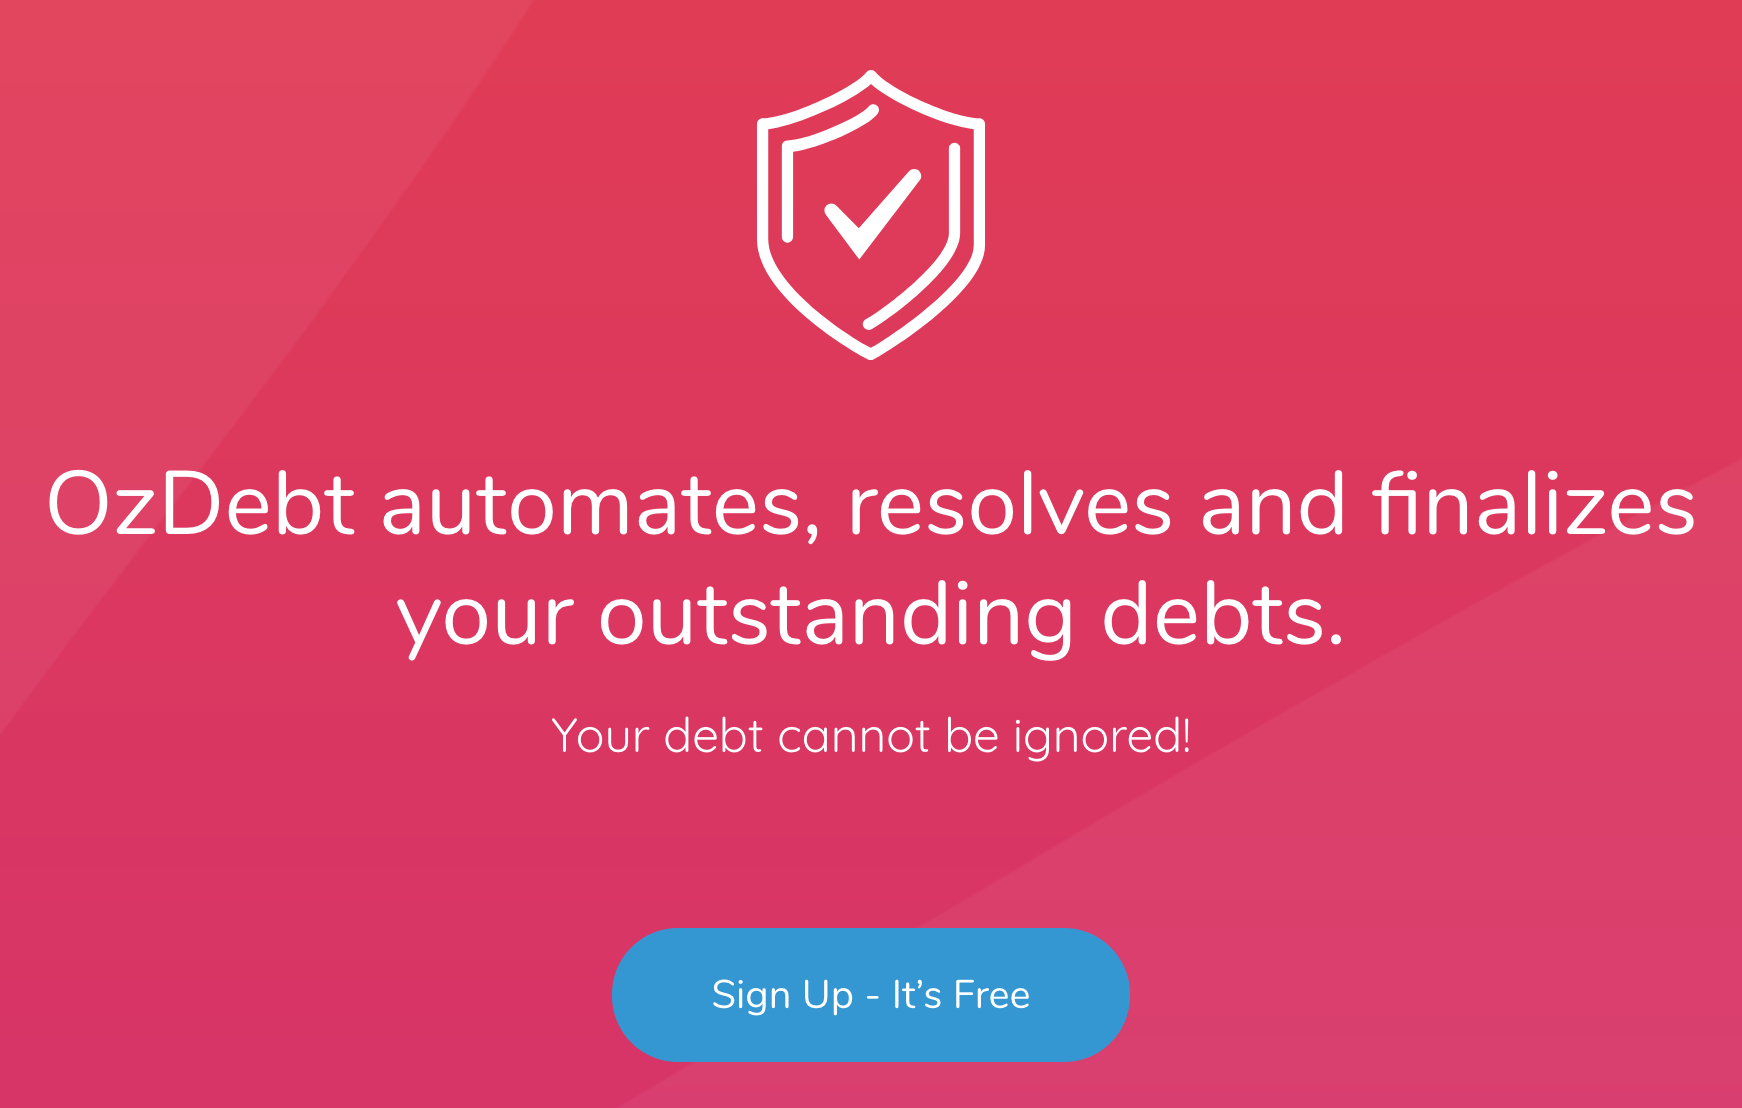 OzDebt automates, resolves and finalizes
your outstanding debts.
Your debt cannot be ignored!
Sign Up - It’s Free